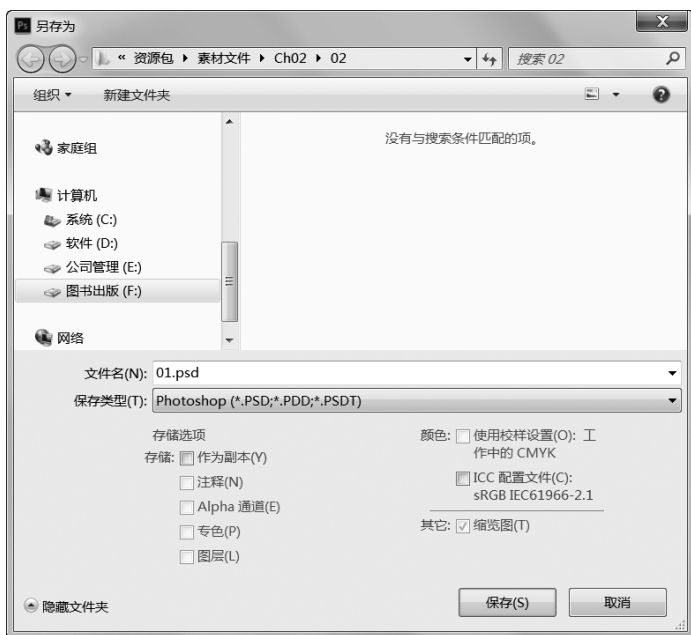 Ps 另存为
« 资源包 ▸ 素材文件 ▸ Ch02 ▸ 02
搜索 02
组织 新建文件夹
没有与搜索条件匹配的项。
家庭组
计算机
系统 (C:)
软件 (D:)
公司管理 (E:)
图书出版 (F:)
网络
文件名(N): 01.psd
保存类型(T): Photoshop (*.PSD;*.PDD;*.PSDT)
存储选项
存储: 作为副本(Y)
注释(N)
Alpha 通道(E)
专色(P)
图层(L)
颜色: 使用校样设置(O): 工
作中的 CMYK
ICC 配置文件(C):
sRGB IEC61966-2.1
其它: 缩览图(T)
隐藏文件夹
保存(S) 取消